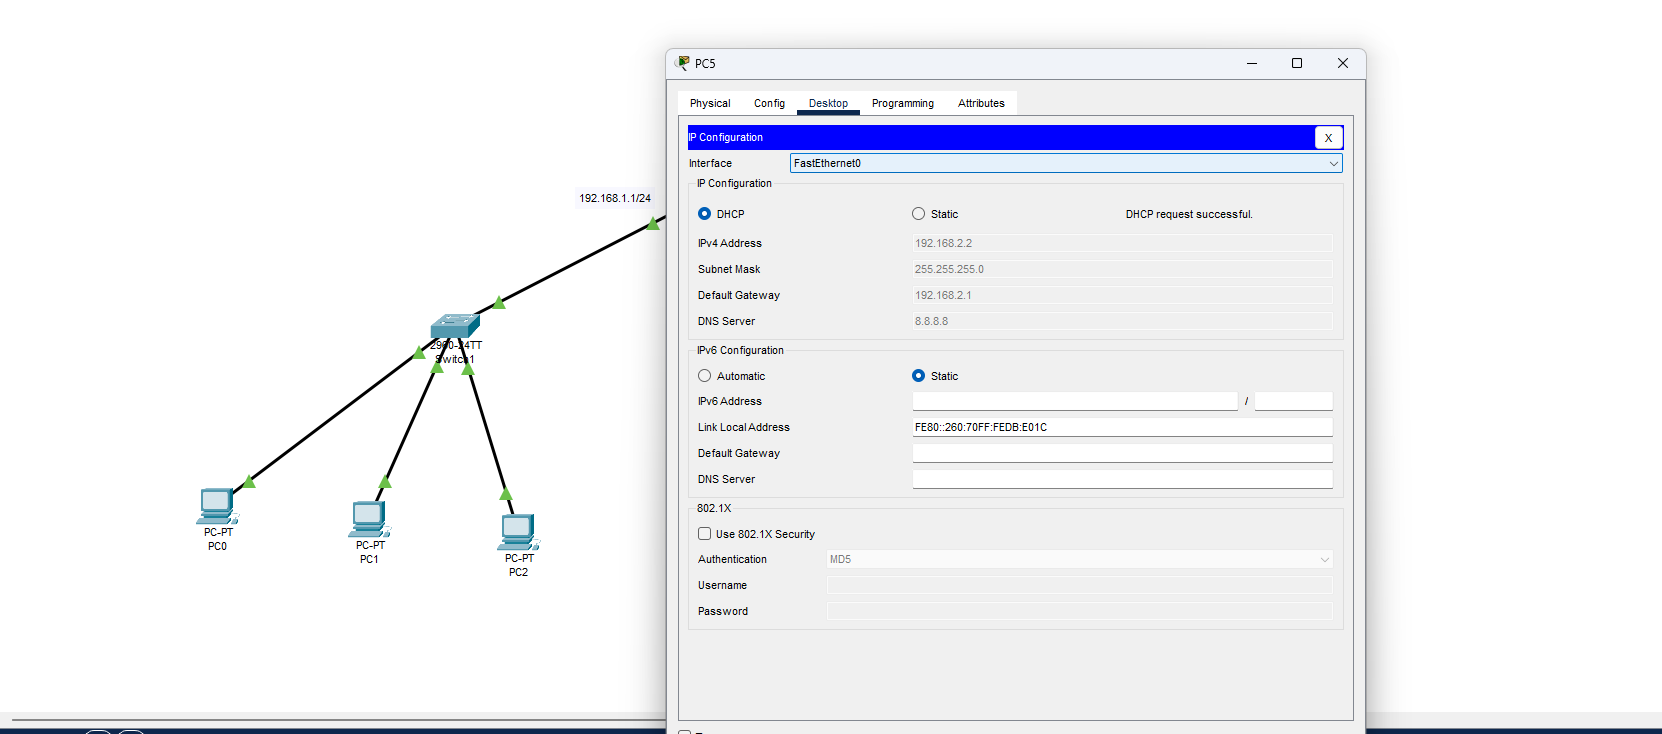 PC5
Physical Config Desktop Programming Attributes
IP Configuration X
Interface FastEthernet0
IP Configuration
DHCP Static DHCP request successful.
IPv4 Address 192.168.2.2
Subnet Mask 255.255.255.0
Default Gateway 192.168.2.1
DNS Server 8.8.8.8
IPv6 Configuration
Automatic Static
IPv6 Address /
Link Local Address FE80::260:70FF:FEDB:E01C
Default Gateway
DNS Server
802.1X
Use 802.1X Security
Authentication MD5
Username
Password
192.168.1.1/24
2960-24TT
Switch1
PC-PT
PC0
PC-PT
PC1
PC-PT
PC2